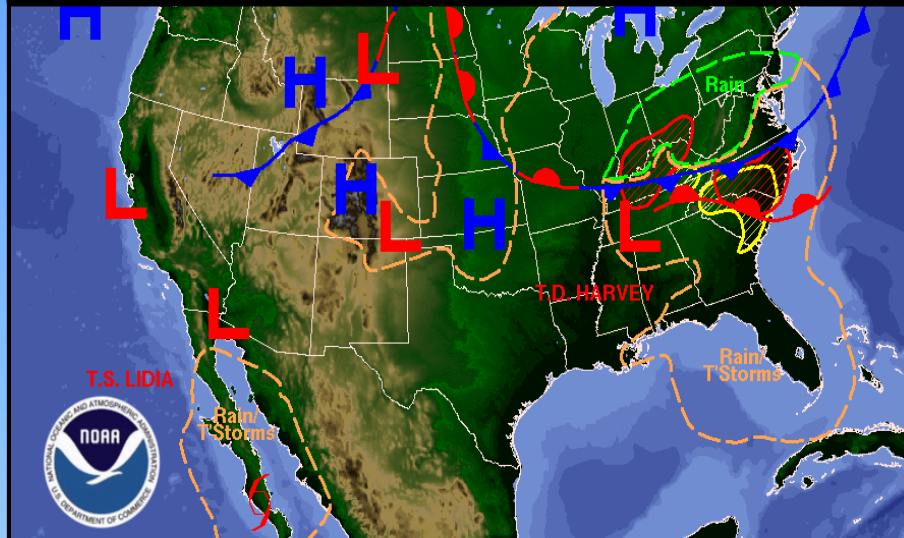 H
H
L
H
Rain
H
L
H
L
L
T.D. HARVEY
L
T.S. LIDIA
Rain/
T'Storms
Rain/
T'Storms
NATIONAL OCEANIC AND ATMOSPHERIC ADMINISTRATION
NOAA
U.S. DEPARTMENT OF COMMERCE